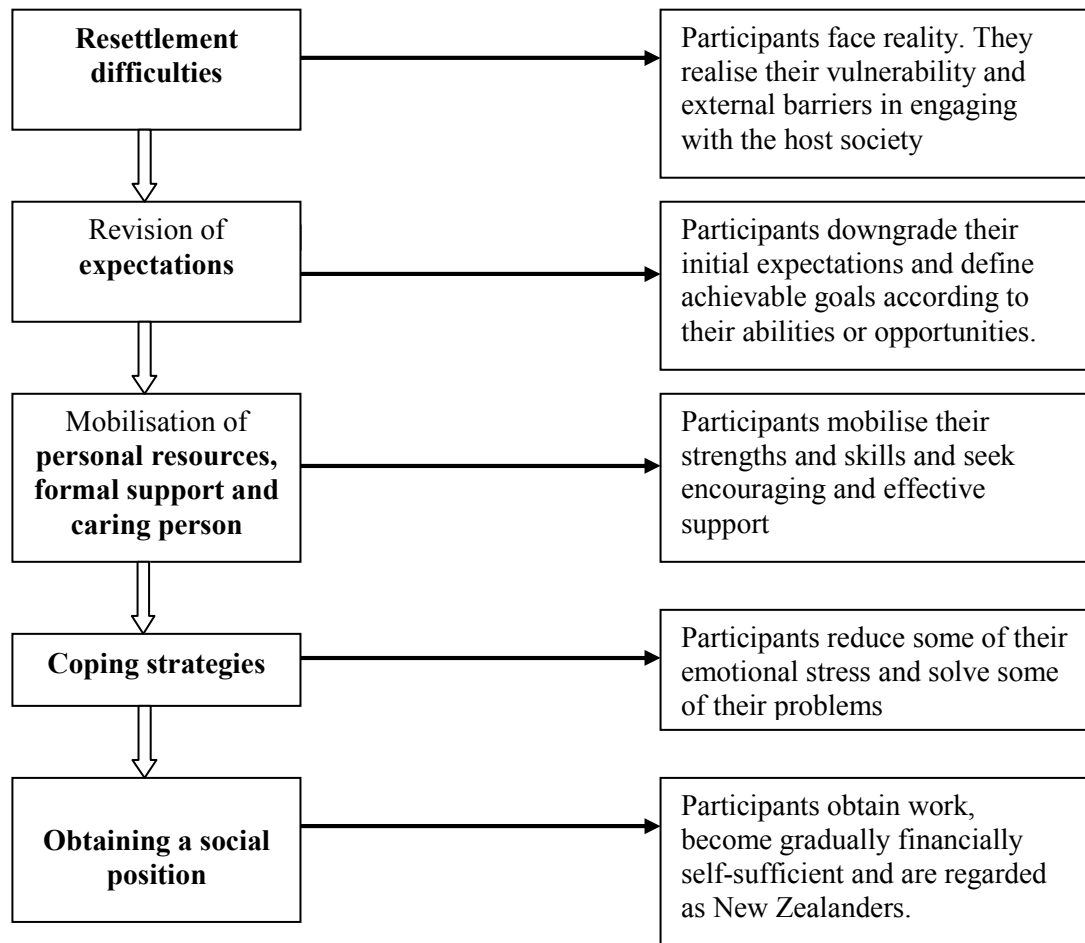 Resettlement
difficulties
Participants face reality. They
realise their vulnerability and
external barriers in engaging
with the host society
Revision of
expectations
Participants downgrade their
initial expectations and define
achievable goals according to
their abilities or opportunities.
Mobilisation of
personal resources,
formal support and
caring person
Participants mobilise their
strengths and skills and seek
encouraging and effective
support
Coping strategies
Participants reduce some of their
emotional stress and solve some
of their problems
Obtaining a social
position
Participants obtain work,
become gradually financially
self-sufficient and are regarded
as New Zealanders.